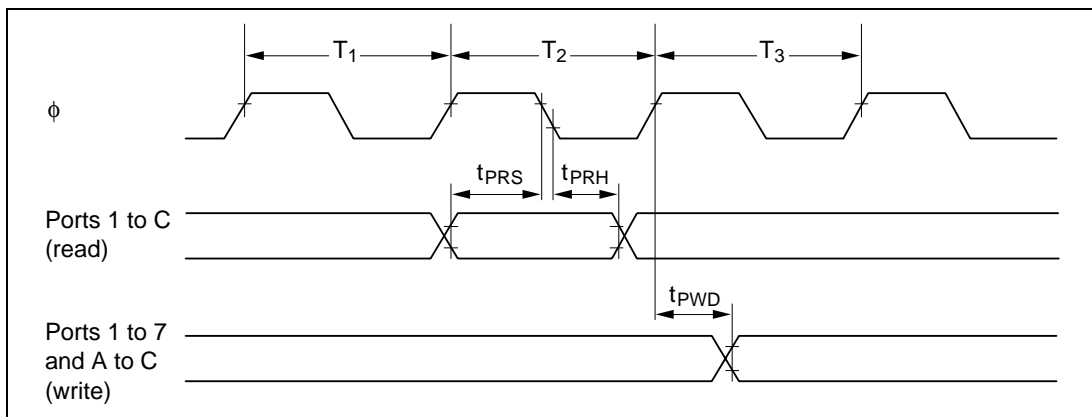 T1 T2 T3
ϕ
tPRS tPRH
Ports 1 to C
(read)
tPWD
Ports 1 to 7
and A to C
(write)